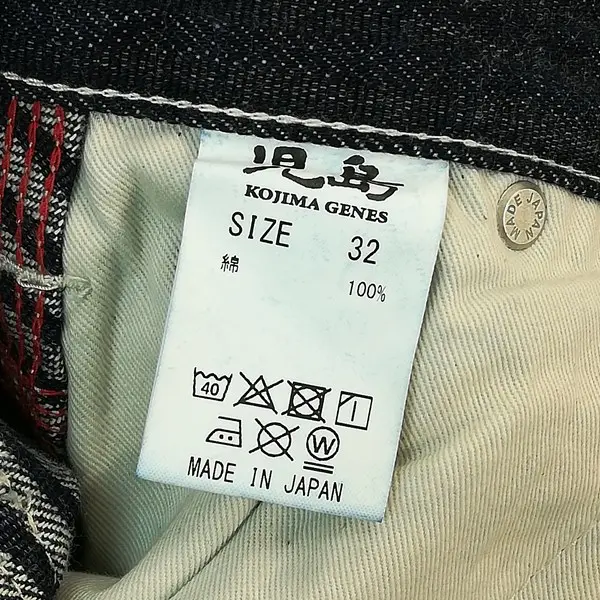 児島
KOJIMA GENES
SIZE 32
綿
100%
40
W
MADE IN JAPAN
MADE JAPAN